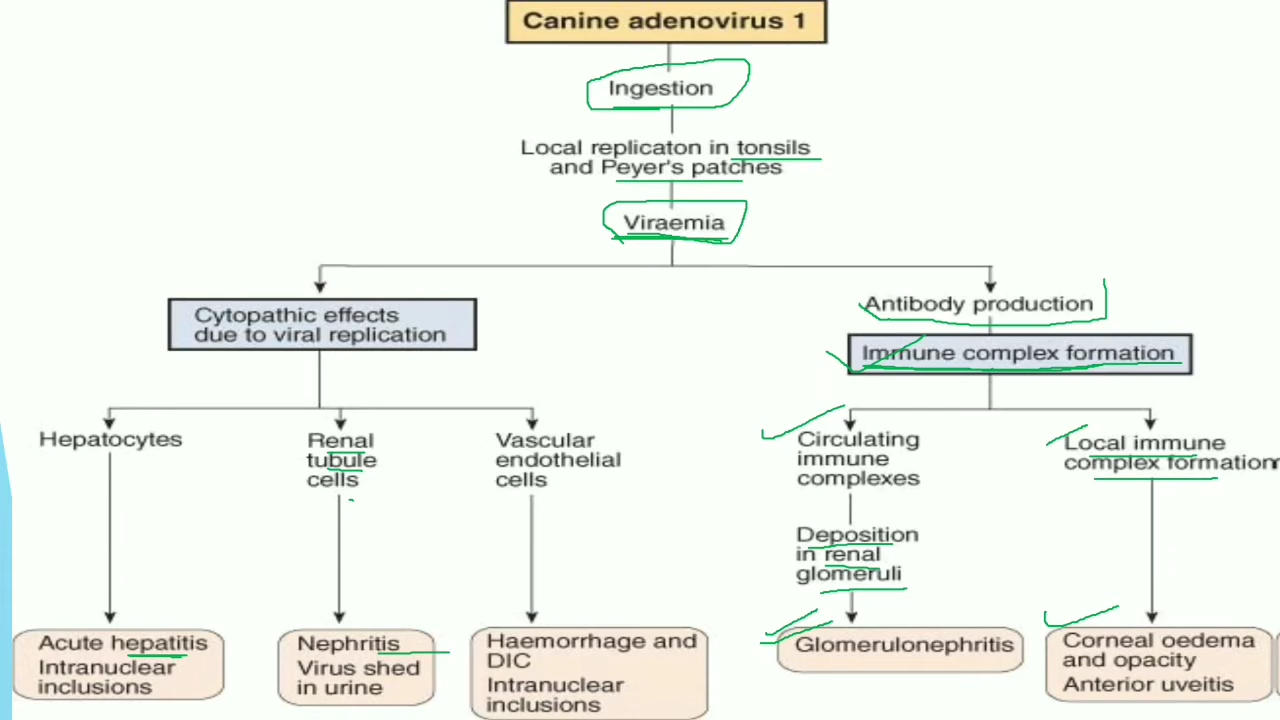 Canine adenovirus 1
Ingestion
Local replicaton in tonsils
and Peyer's patches
Viraemia
Cytopathic effects
due to viral replication
Antibody production
Immune complex formation
Hepatocytes
Renal
tubule
cells
Vascular
endothelial
cells
Circulating
immune
complexes
Local immune
complex formation
Deposition
in renal
glomeruli
Acute hepatitis
Intranuclear
inclusions
Nephritis
Virus shed
in urine
Haemorrhage and
DIC
Intranuclear
inclusions
Glomerulonephritis
Corneal oedema
and opacity
Anterior uveitis